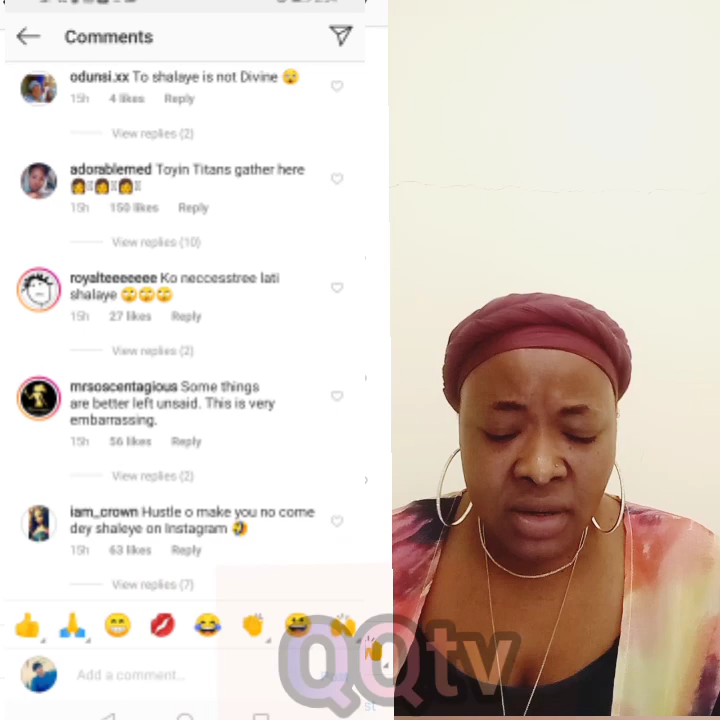 Comments
odunsi.xx To shalaye is not Divine 😪
15h 4 likes Reply
View replies (2)
adorablemed Toyin Titans gather here
15h 150 likes Reply
View replies (10)
royalteeeeeee Ko neccesstree lati
shalaye 🙄🙄🙄
15h 27 likes Reply
View replies (2)
mrsoscentagious Some things
are better left unsaid. This is very
embarrassing.
15h 56 likes Reply
View replies (2)
iam_crown Hustle o make you no come
dey shaleye on Instagram 🤣
15h 63 likes Reply
View replies (7)
Add a comment...
QQtv
st